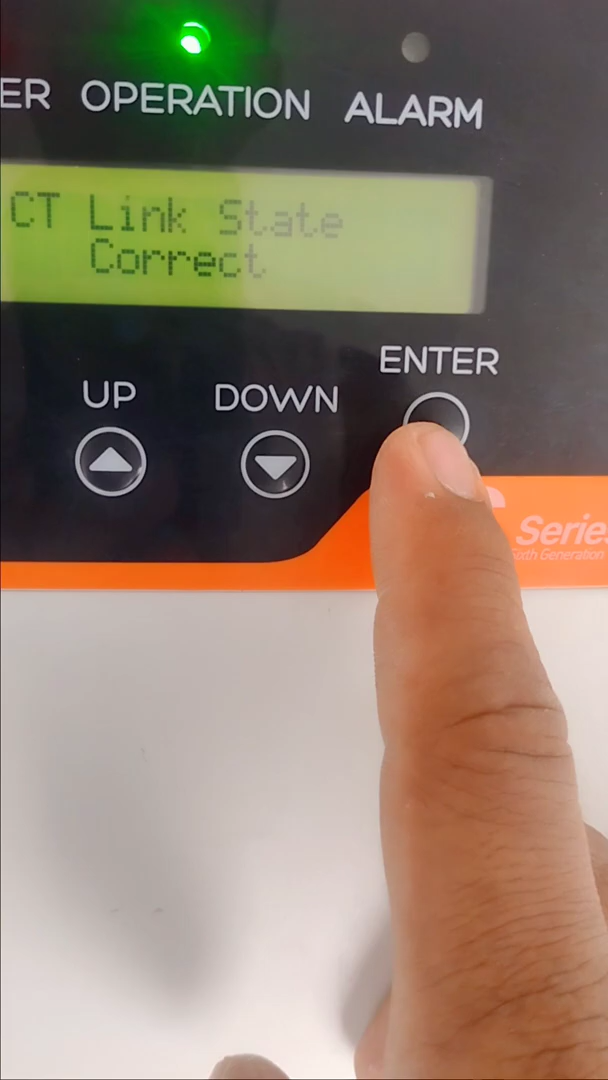 ER OPERATION ALARM
CT Link State
Correct
ENTER
UP DOWN
Series
Sixth Generation